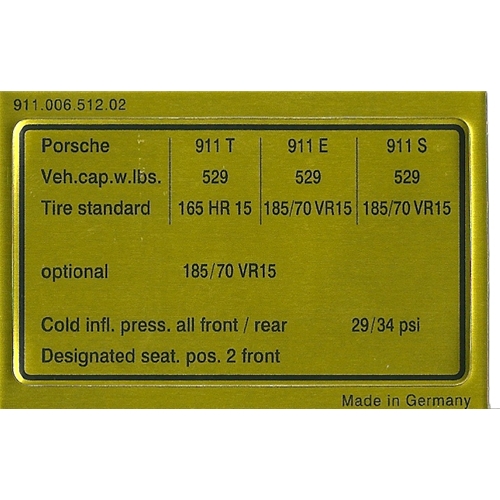 911.006.512.02
Porsche 911 T 911 E 911 S
Veh.cap.w.lbs. 529 529 529
Tire standard 165 HR 15 185/70 VR15 185/70 VR15
optional 185/70 VR15
Cold infl. press. all front / rear 29/34 psi
Designated seat. pos. 2 front
Made in Germany